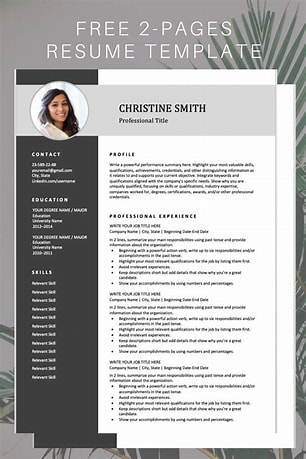 FREE 2-PAGES
RESUME TEMPLATE
CHRISTINE SMITH
Professional Title
CONTACT
23-589-22-88
youremail@gmail.com
City, State
LinkedIn.com/username
EDUCATION
YOUR DEGREE NAME / MAJOR
Education
University Name
2012-2014
YOUR DEGREE NAME / MAJOR
Education
University Name
2010-2011
SKILLS
Relevant Skill
Relevant Skill
Relevant Skill
Relevant Skill
Relevant Skill
Relevant Skill
Relevant Skill
Relevant Skill
Relevant Skill
Relevant Skill
PROFILE
Write a powerful performance summary here. Highlight your most valuable skills,
qualifications, achievements, credentials, and other distinguishing information as
it relates to and supports your current objective. Integrate keywords and
qualifications aligned with the company's specific needs. Show why you are
uniquely qualified, focusing on skills or qualifications, industry expertise,
companies worked for, degrees, certifications, credentials, years of
professional experience.
PROFESSIONAL EXPERIENCE
WRITE YOUR JOB TITLE HERE
Company Name | City, State | Beginning Date-End Date
In 2 lines, summarize your main responsibilities using past tense and provide
information about the organization.
• Beginning with a powerful action verb, write up to six responsibilities and/or
accomplishments in the past tense.
• Highlight your most relevant qualifications for the job by listing them first.
• Avoid irrelevant experiences.
• Keep descriptions short but add details that show why you're a great
candidate.
• Show your accomplishments by using numbers and percentages.
WRITE YOUR JOB TITLE HERE
Company Name | City, State | Beginning Date-End Date
In 2 lines, summarize your main responsibilities using past tense and provide
information about the organization.
• Beginning with a powerful action verb, write up to six responsibilities and/or
accomplishments in the past tense.
• Highlight your most relevant qualifications for the job by listing them first.
• Avoid irrelevant experiences.
• Keep descriptions short but add details that show why you're a great
candidate.
• Show your accomplishments by using numbers and percentages.
WRITE YOUR JOB TITLE HERE
Company Name | City, State | Beginning Date-End Date
In 2 lines, summarize your main responsibilities using past tense and provide
information about the organization.
• Beginning with a powerful action verb, write up to six responsibilities and/or
accomplishments in the past tense.
• Avoid irrelevant experiences.
• Highlight your most relevant qualifications for the job by listing them first.
• Keep descriptions short but add details that show why you're a great
candidate.
• Show your accomplishments by using numbers and percentages.